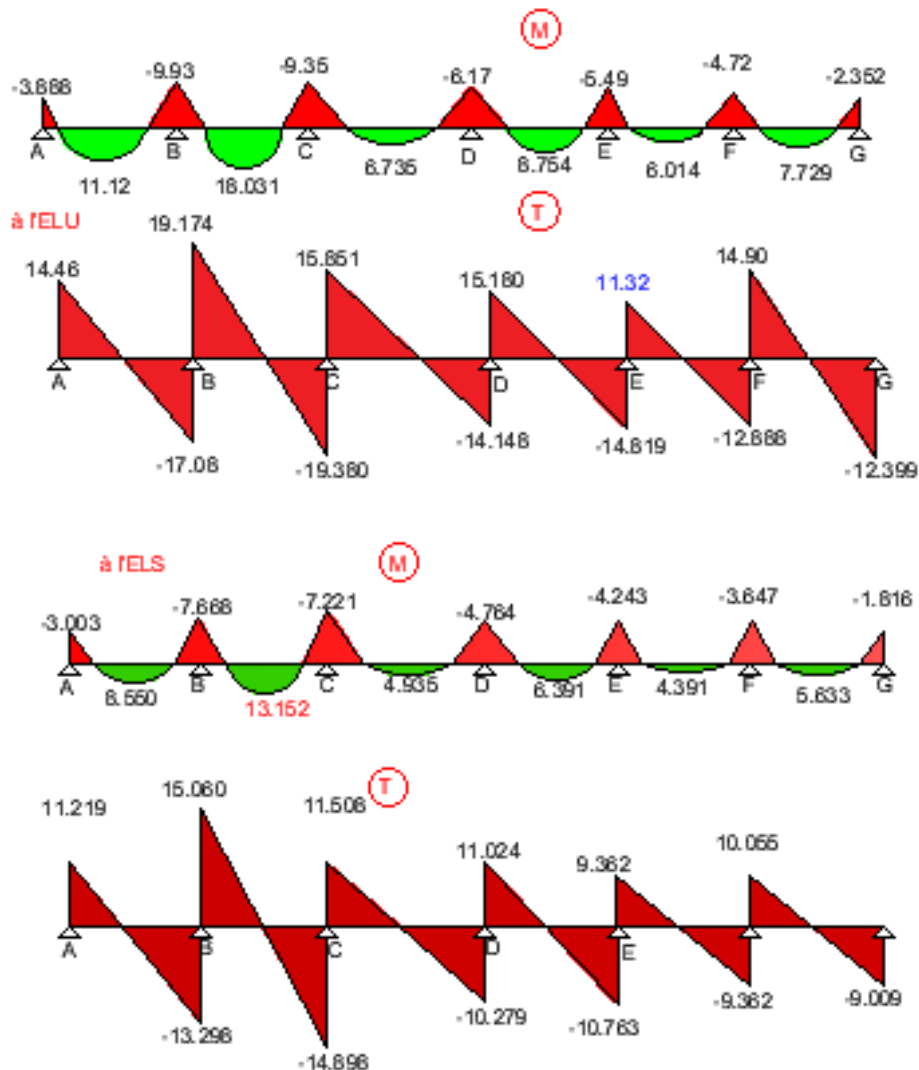 M
-3.888 -9.93 -9.35 -6.17 -5.49 -4.72 -2.352
A B C D E F G
11.12 18.031 6.735 8.754 6.014 7.729
à l'ELU
T
14.46 19.174 15.851 15.180 11.32 14.90
A B C D E F G
-17.08 -19.380 -14.148 -14.819 -12.888 -12.399
à l'ELS
M
-3.003 -7.668 -7.221 -4.764 -4.243 -3.647 -1.816
A B C D E F G
8.550 13.152 4.935 6.391 4.391 5.633
T
11.219 15.060 11.508 11.024 9.362 10.055
A B C D E
-13.298 -14.898 -10.279 -10.763 -9.362 -9.009